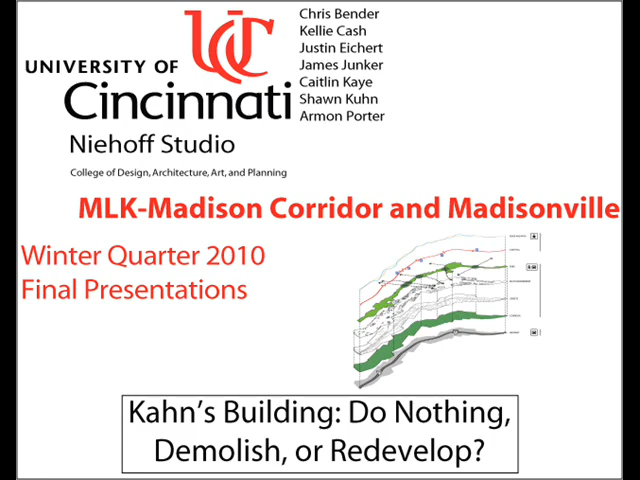 UNIVERSITY OF
UC
Cincinnati
Niehoff Studio
College of Design, Architecture, Art, and Planning
Chris Bender
Kellie Cash
Justin Eichert
James Junker
Caitlin Kaye
Shawn Kuhn
Armon Porter
MLK-Madison Corridor and Madisonville
Winter Quarter 2010
Final Presentations
Kahn's Building: Do Nothing,
Demolish, or Redevelop?